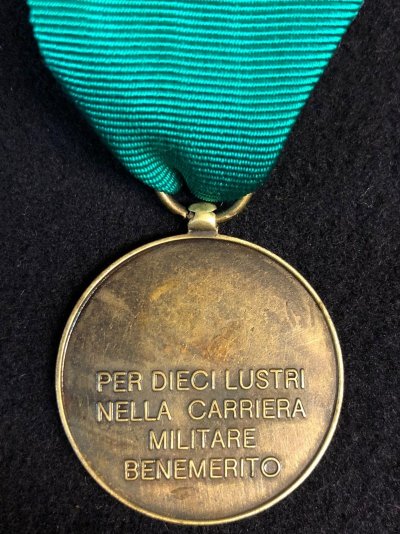 PER DIECI LUSTRI
NELLA CARRIERA
MILITARE
BENEMERITO